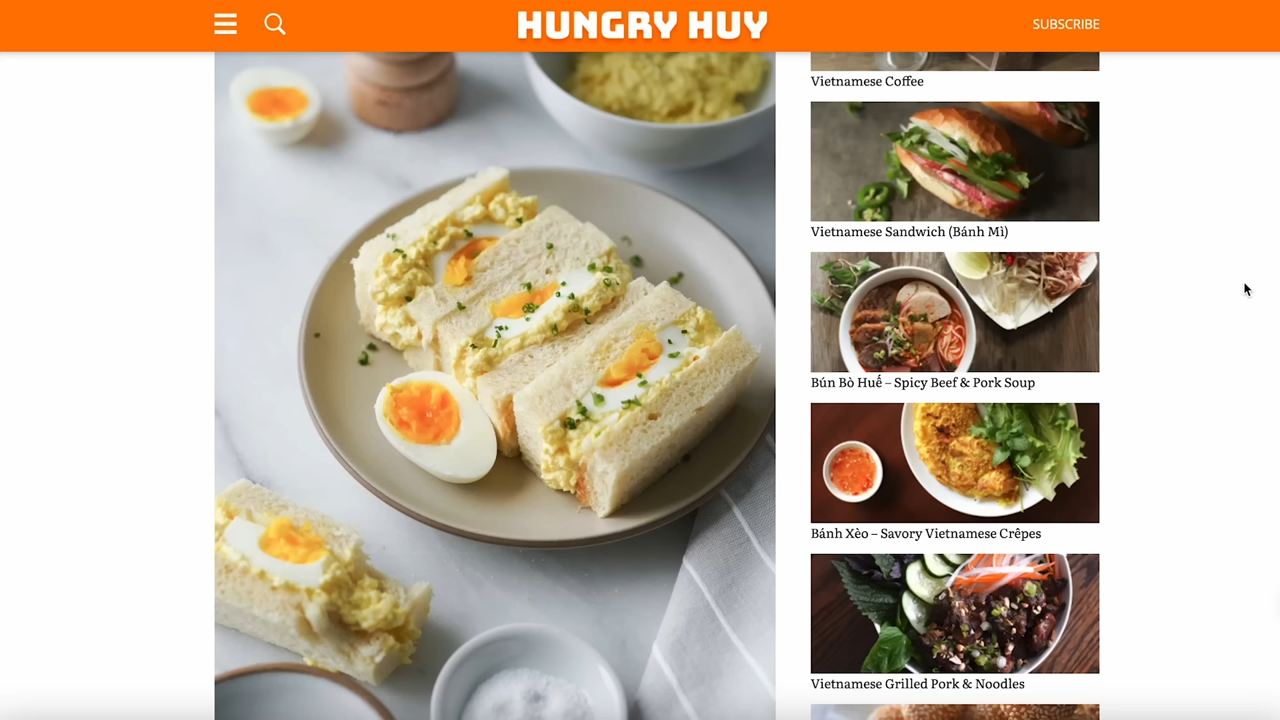 HUNGRY HUY
SUBSCRIBE
Vietnamese Coffee
Vietnamese Sandwich (Bánh Mì)
Bún Bò Huế – Spicy Beef & Pork Soup
Bánh Xèo – Savory Vietnamese Crêpes
Vietnamese Grilled Pork & Noodles